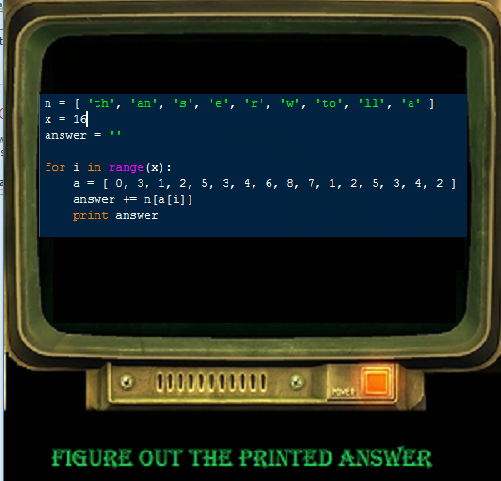 n = [ 'th', 'an', 's', 'e', 'r', 'w', 'to', 'll', 'a' ]
x = 16
answer = ''
for i in range(x):
a = [ 0, 3, 1, 2, 5, 3, 4, 6, 8, 7, 1, 2, 5, 3, 4, 2 ]
answer += n[a[i]]
print answer
POWER
FIGURE OUT THE PRINTED ANSWER